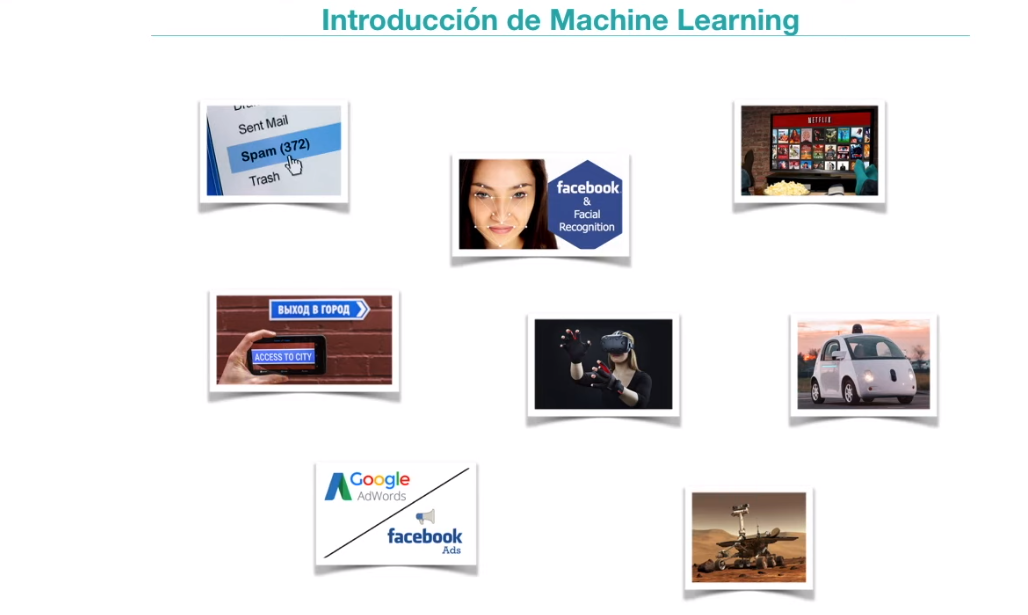 Introducción de Machine Learning
Sent Mail
Spam (372)
Trash
facebook
&
Facial
Recognition
NETFLIX
ВЫХОД В ГОРОД
ACCESS TO CITY
Google
AdWords
facebook
Ads